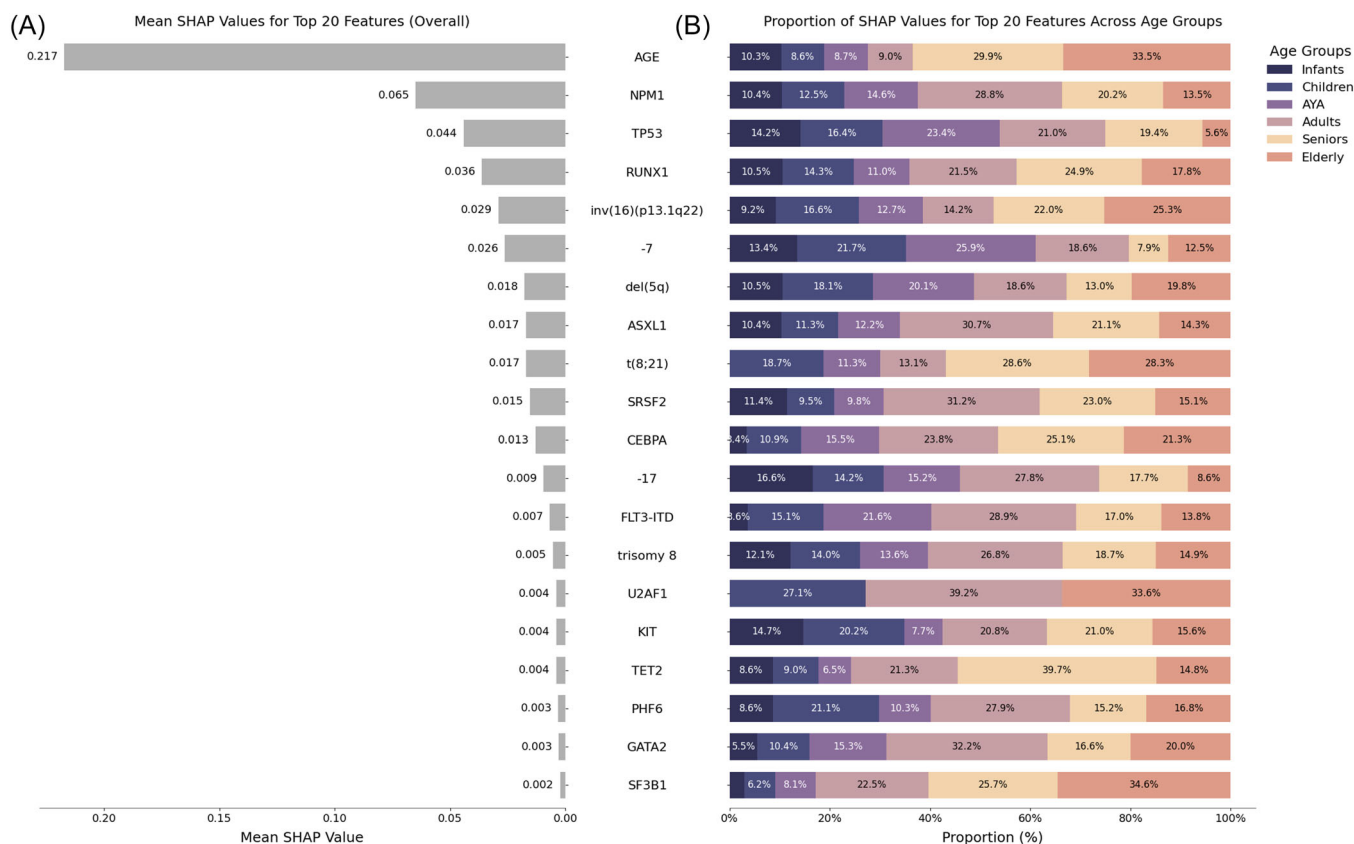 (A)
Mean SHAP Values for Top 20 Features (Overall)
(B)
Proportion of SHAP Values for Top 20 Features Across Age Groups
0.217 AGE 10.3% 8.6% 8.7% 9.0% 29.9% 33.5%
0.065 NPM1 10.4% 12.5% 14.6% 28.8% 20.2% 13.5%
0.044 TP53 14.2% 16.4% 23.4% 21.0% 19.4% 5.6%
0.036 RUNX1 10.5% 14.3% 11.0% 21.5% 24.9% 17.8%
0.029 inv(16)(p13.1q22) 9.2% 16.6% 12.7% 14.2% 22.0% 25.3%
0.026 -7 13.4% 21.7% 25.9% 18.6% 7.9% 12.5%
0.018 del(5q) 10.5% 18.1% 20.1% 18.6% 13.0% 19.8%
0.017 ASXL1 10.4% 11.3% 12.2% 30.7% 21.1% 14.3%
0.017 t(8;21) 18.7% 11.3% 13.1% 28.6% 28.3%
0.015 SRSF2 11.4% 9.5% 9.8% 31.2% 23.0% 15.1%
0.013 CEBPA 3.4% 10.9% 15.5% 23.8% 25.1% 21.3%
0.009 -17 16.6% 14.2% 15.2% 27.8% 17.7% 8.6%
0.007 FLT3-ITD 3.6% 15.1% 21.6% 28.9% 17.0% 13.8%
0.005 trisomy 8 12.1% 14.0% 13.6% 26.8% 18.7% 14.9%
0.004 U2AF1 27.1% 39.2% 33.6%
0.004 KIT 14.7% 20.2% 7.7% 20.8% 21.0% 15.6%
0.004 TET2 8.6% 9.0% 6.5% 21.3% 39.7% 14.8%
0.003 PHF6 8.6% 21.1% 10.3% 27.9% 15.2% 16.8%
0.003 GATA2 5.5% 10.4% 15.3% 32.2% 16.6% 20.0%
0.002 SF3B1 6.2% 8.1% 22.5% 25.7% 34.6%
0.20 0.15 0.10 0.05 0.00
Mean SHAP Value
0% 20% 40% 60% 80% 100%
Proportion (%)
Age Groups
Infants
Children
AYA
Adults
Seniors
Elderly